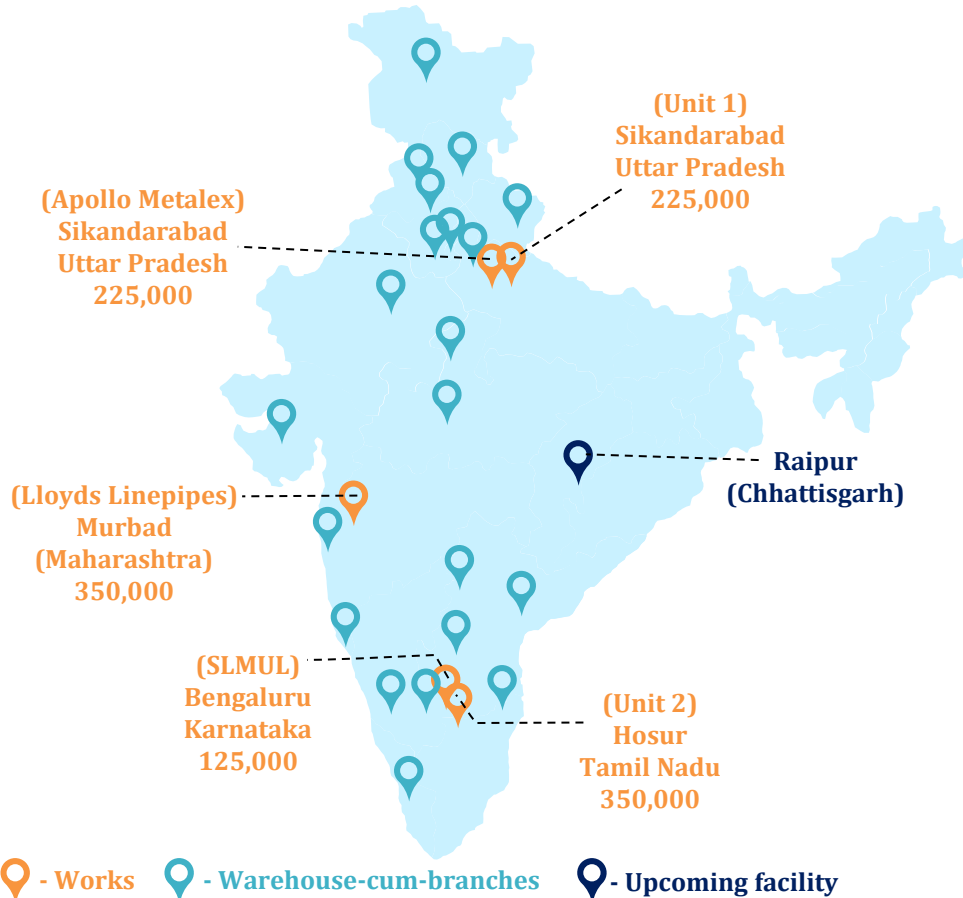 (Unit 1)
Sikandarabad
Uttar Pradesh
225,000
(Apollo Metalex)
Sikandarabad
Uttar Pradesh
225,000
Raipur
(Chhattisgarh)
(Lloyds Linepipes)
Murbad
(Maharashtra)
350,000
(SLMUL)
Bengaluru
Karnataka
125,000
(Unit 2)
Hosur
Tamil Nadu
350,000
- Works
- Warehouse-cum-branches
- Upcoming facility